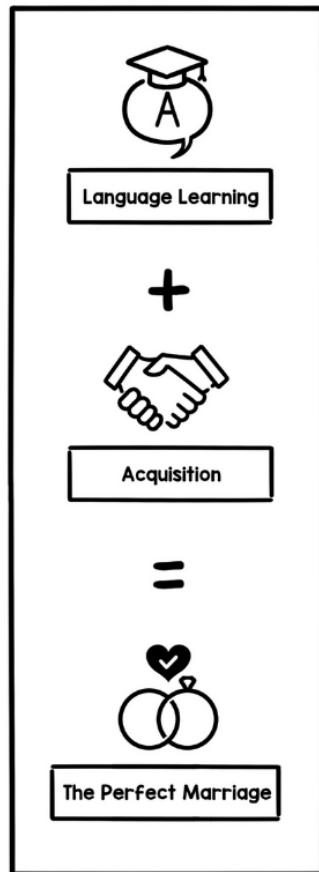 A
Language Learning
+
Acquisition
=
The Perfect Marriage